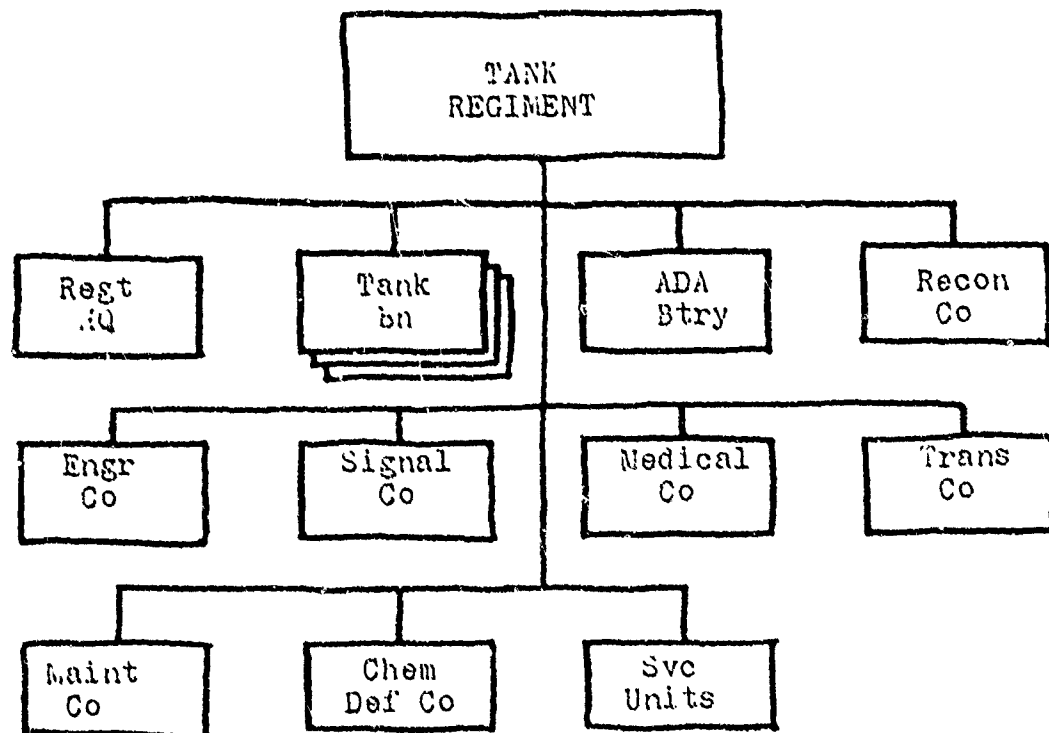 TANK
REGIMENT
Regt
HQ
Tank
bn
ADA
Btry
Recon
Co
Engr
Co
Signal
Co
Medical
Co
Trans
Co
Maint
Co
Chem
Def Co
Svc
Units